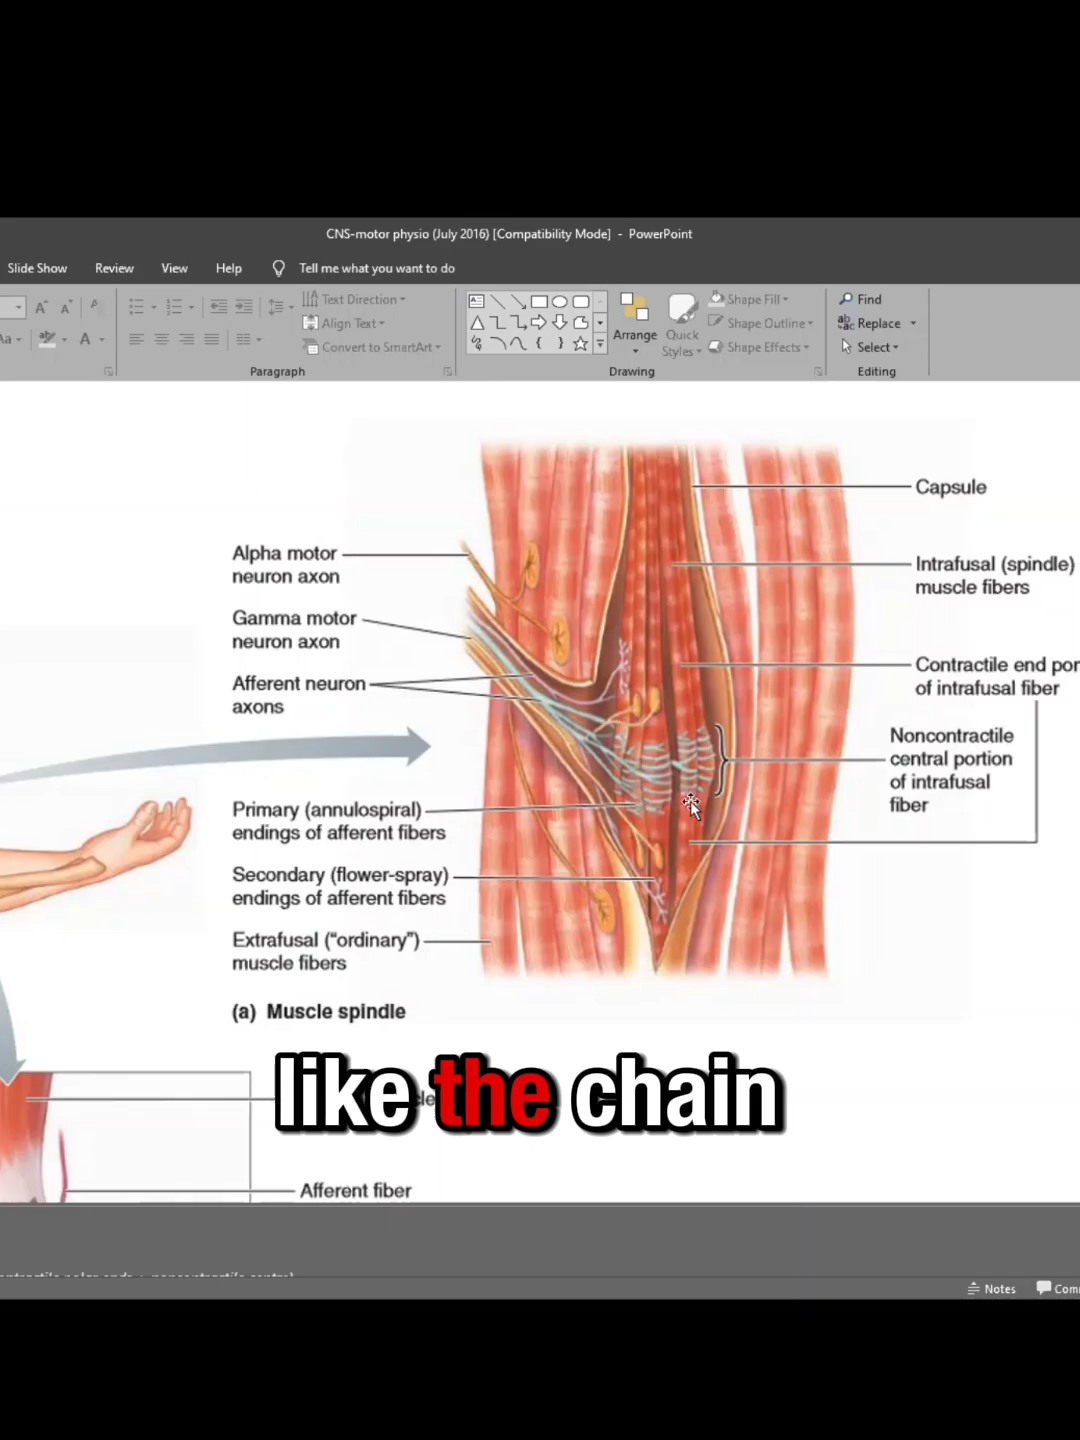 CNS-motor physio (July 2016) [Compatibility Mode] - PowerPoint
Slide Show Review View Help Tell me what you want to do
Text Direction
Align Text
Convert to SmartArt
Paragraph
Arrange
Quick
Styles
Shape Fill
Shape Outline
Shape Effects
Drawing
Find
Replace
Select
Editing
Capsule
Alpha motor
neuron axon
Intrafusal (spindle)
muscle fibers
Gamma motor
neuron axon
Contractile end por
of intrafusal fiber
Afferent neuron
axons
Noncontractile
central portion
of intrafusal
fiber
Primary (annulospiral)
endings of afferent fibers
Secondary (flower-spray)
endings of afferent fibers
Extrafusal ("ordinary")
muscle fibers
(a) Muscle spindle
like the chain
Afferent fiber
Notes